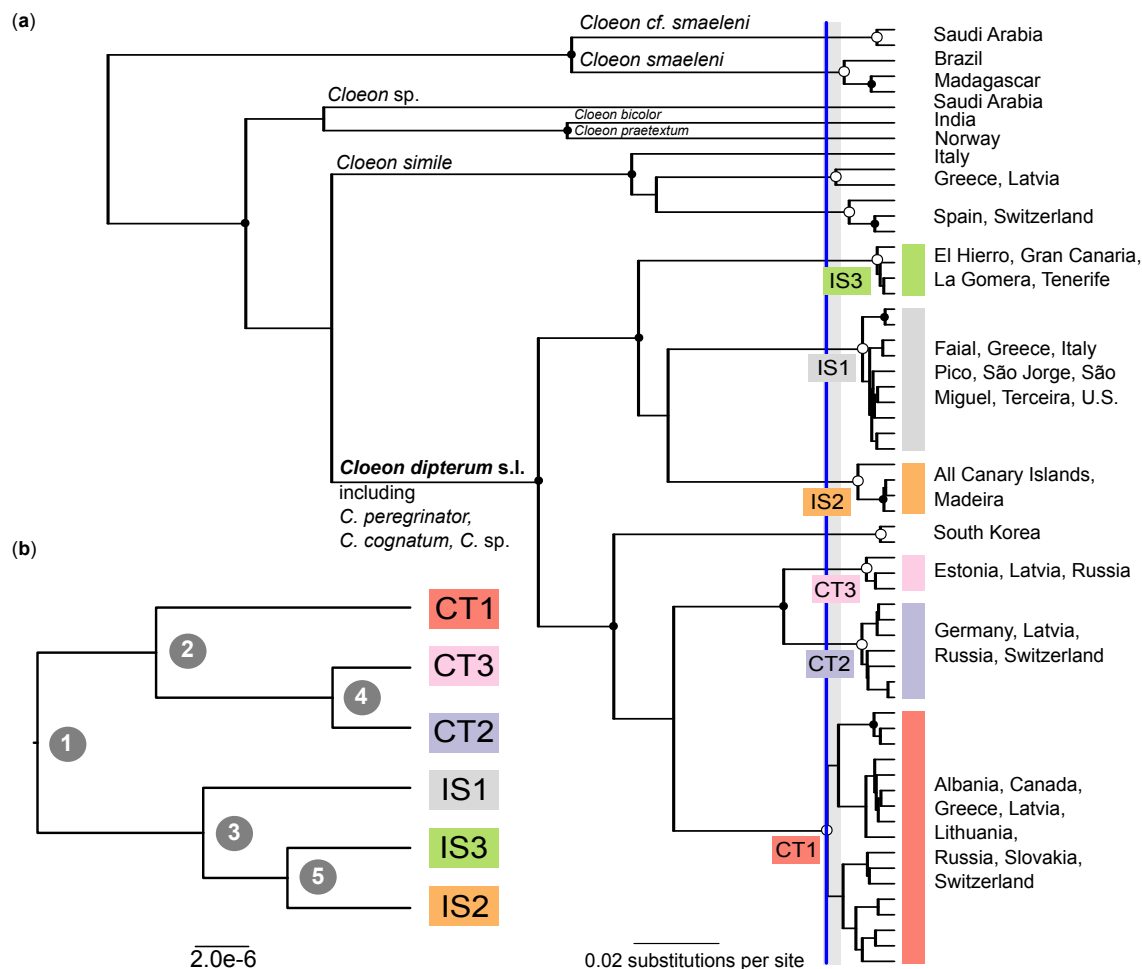 (a)
Cloeon cf. smaeleni
Saudi Arabia
Cloeon smaeleni
Brazil
Madagascar
Cloeon sp.
Saudi Arabia
Cloeon bicolor
India
Cloeon praetextum
Norway
Cloeon simile
Italy
Greece, Latvia
Spain, Switzerland
IS3
El Hierro, Gran Canaria,
La Gomera, Tenerife
IS1
Faial, Greece, Italy
Pico, São Jorge, São
Miguel, Terceira, U.S.
Cloeon dipterum s.l.
including
C. peregrinator,
C. cognatum, C. sp.
IS2
All Canary Islands,
Madeira
South Korea
CT3
Estonia, Latvia, Russia
CT2
Germany, Latvia,
Russia, Switzerland
CT1
Albania, Canada,
Greece, Latvia,
Lithuania,
Russia, Slovakia,
Switzerland
0.02 substitutions per site
(b)
CT1
2
CT3
4
CT2
1
IS1
3
IS3
5
IS2
2.0e-6